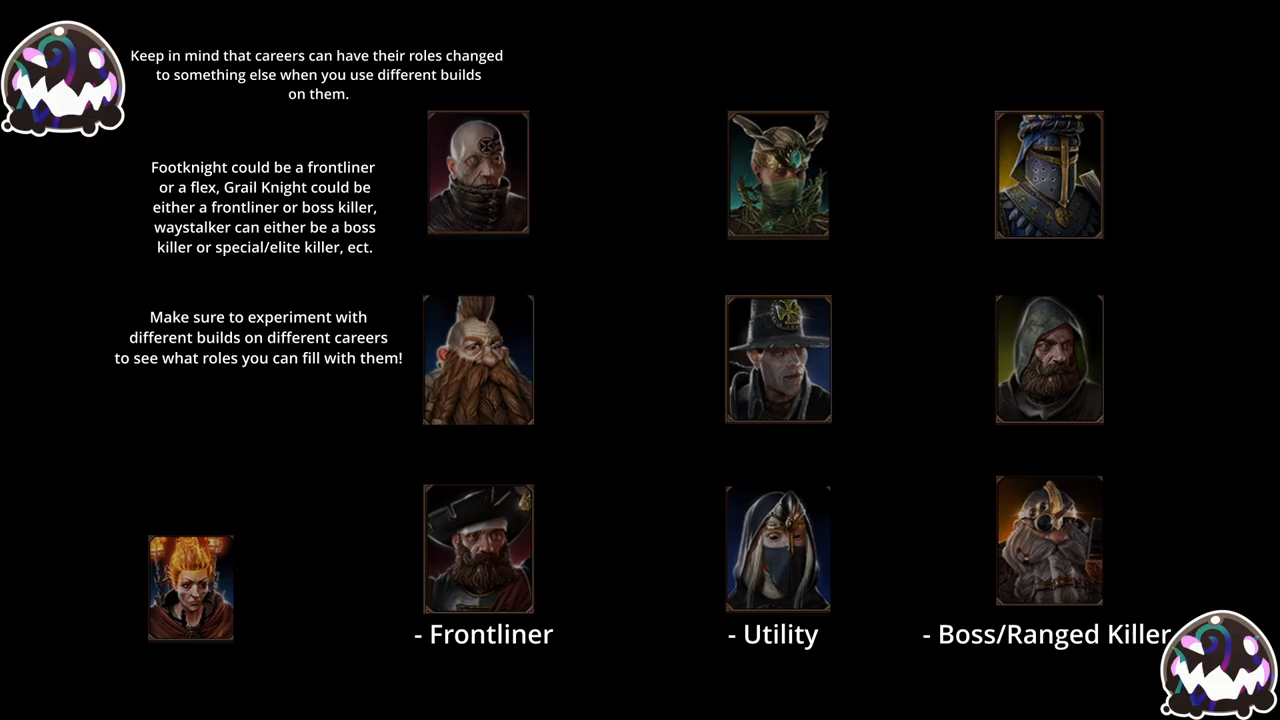 Keep in mind that careers can have their roles changed
to something else when you use different builds
on them.
Footknight could be a frontliner
or a flex, Grail Knight could be
either a frontliner or boss killer,
waystalker can either be a boss
killer or special/elite killer, ect.
Make sure to experiment with
different builds on different careers
to see what roles you can fill with them!
- Frontliner
- Utility
- Boss/Ranged Killer